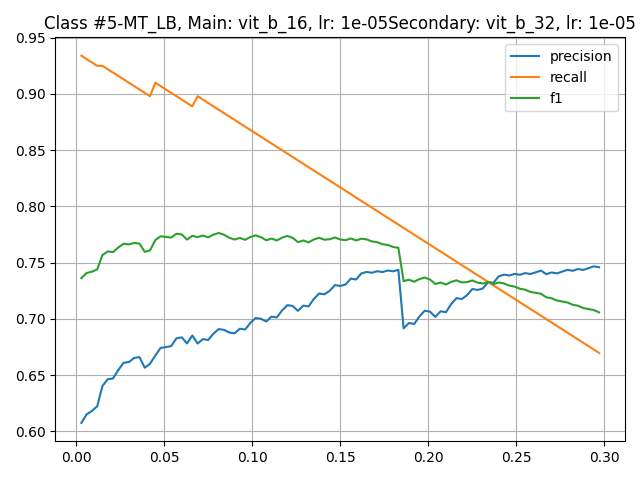 Class #5-MT_LB, Main: vit_b_16, lr: 1e-05Secondary: vit_b_32, lr: 1e-05
precision
recall
f1
0.95
0.90
0.85
0.80
0.75
0.70
0.65
0.60
0.00 0.05 0.10 0.15 0.20 0.25 0.30